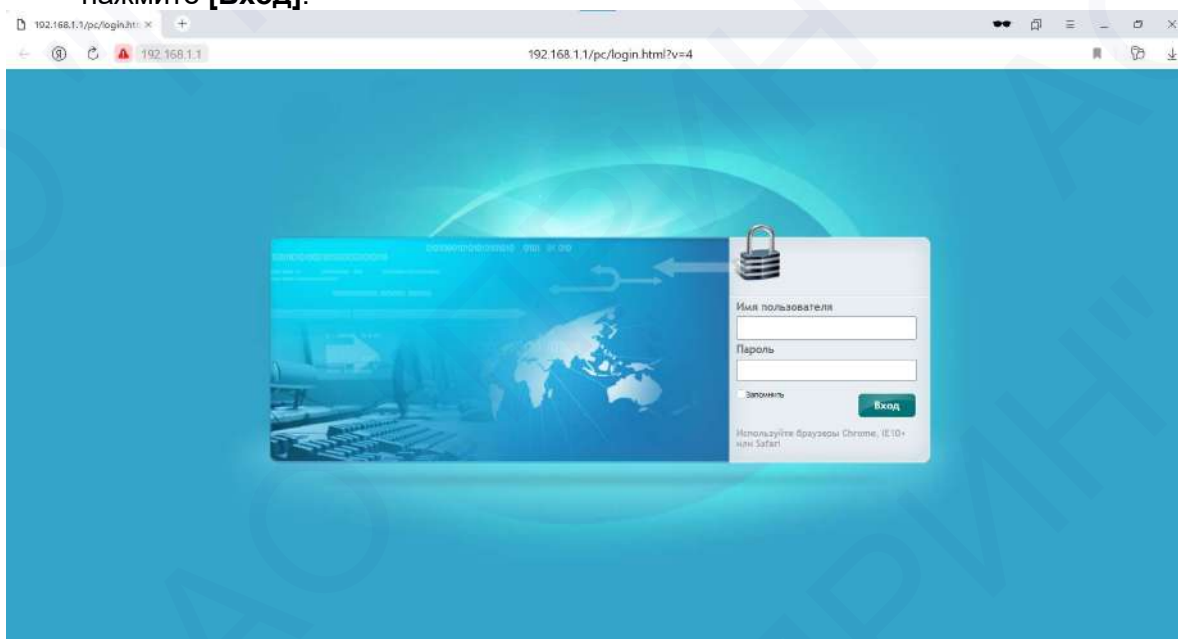 нажмите [Вход].
192.168.1.1/pc/login.htm
192.168.1.1
192.168.1.1/pc/login.html?v=4
Имя пользователя
Пароль
Запомнить
Вход
Используйте браузеры Chrome, IE10+
или Safari